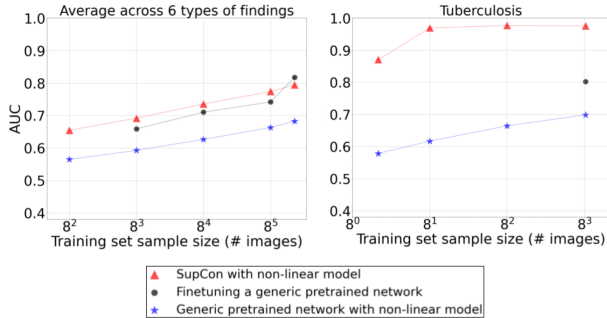 Average across 6 types of findings
Tuberculosis
1.0
0.9
0.8
0.7
0.6
0.5
0.4
AUC
8² 8³ 8⁴ 8⁵
Training set sample size (# images)
1.0
0.9
0.8
0.7
0.6
0.5
0.4
8⁰ 8¹ 8² 8³
Training set sample size (# images)
SupCon with non-linear model
Finetuning a generic pretrained network
Generic pretrained network with non-linear model